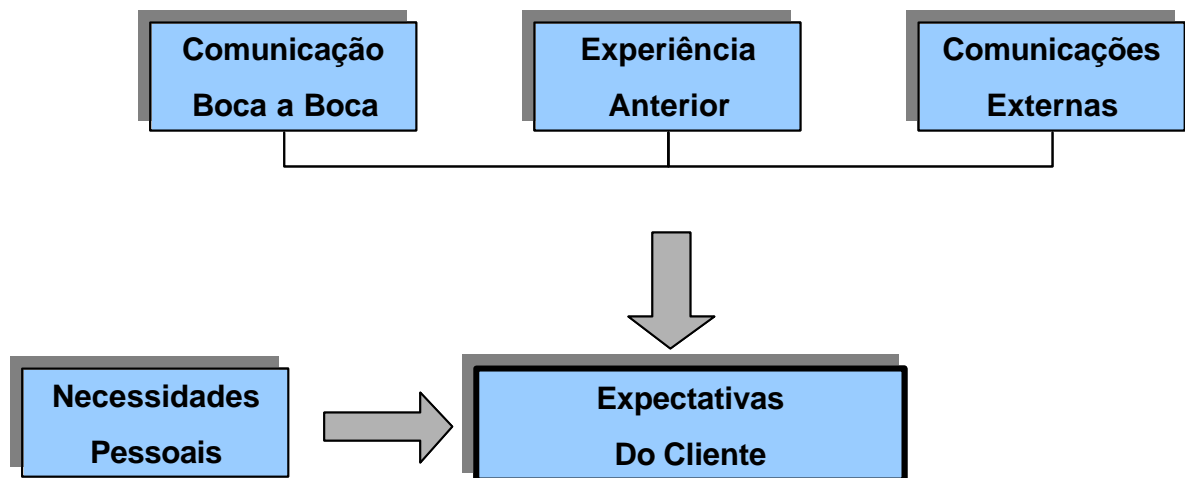 Comunicação
Boca a Boca
Experiência
Anterior
Comunicações
Externas
Necessidades
Pessoais
Expectativas
Do Cliente